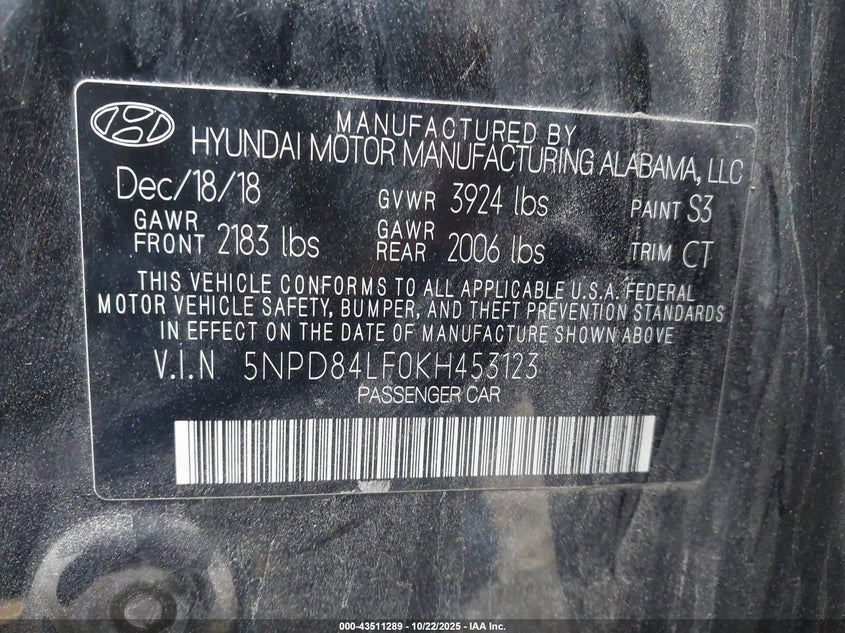 MANUFACTURED BY
HYUNDAI MOTOR MANUFACTURING ALABAMA, LLC
Dec/18/18 GVWR 3924 lbs PAINT S3
GAWR FRONT 2183 lbs GAWR REAR 2006 lbs TRIM CT
THIS VEHICLE CONFORMS TO ALL APPLICABLE U.S.A. FEDERAL
MOTOR VEHICLE SAFETY, BUMPER, AND THEFT PREVENTION STANDARDS
IN EFFECT ON THE DATE OF MANUFACTURE SHOWN ABOVE
V.I.N 5NPD84LF0KH453123
PASSENGER CAR
000-43511289 - 10/22/2025 - IAA Inc.